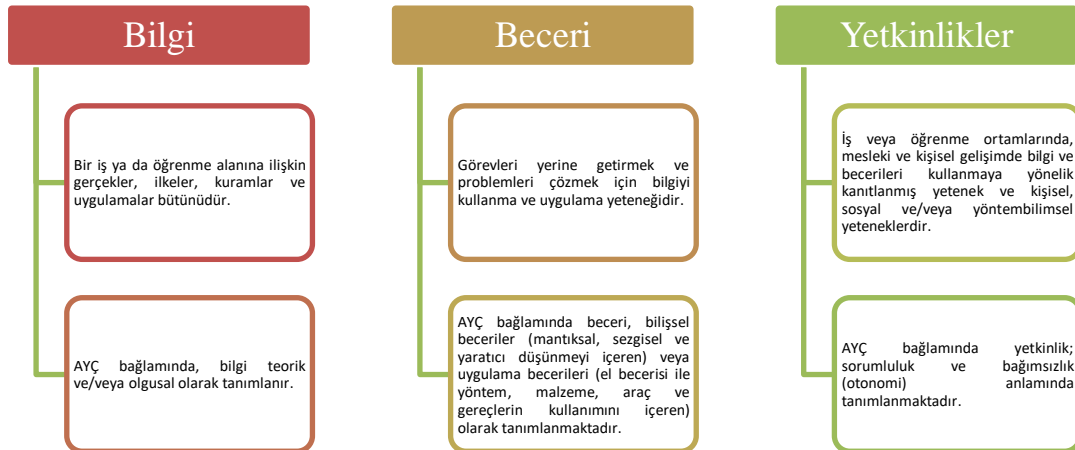 Bilgi
Bir iş ya da öğrenme alanına ilişkin
gerçekler, ilkeler, kuramlar ve
uygulamalar bütünüdür.
AYÇ bağlamında, bilgi teorik
ve/veya olgusal olarak tanımlanır.
Beceri
Görevleri yerine getirmek ve
problemleri çözmek için bilgiyi
kullanma ve uygulama yeteneğidir.
AYÇ bağlamında beceri, bilişsel
beceriler (mantıksal, sezgisel ve
yaratıcı düşünmeyi içeren) veya
uygulama becerileri (el becerisi ile
yöntem, malzeme, araç ve
gereçlerin kullanımını içeren)
olarak tanımlanmaktadır.
Yetkinlikler
İş veya öğrenme ortamlarında,
mesleki ve kişisel gelişimde bilgi ve
becerileri kullanmaya yönelik
kanıtlanmış yetenek ve kişisel,
sosyal ve/veya yöntembilimsel
yeteneklerdir.
AYÇ bağlamında yetkinlik;
sorumluluk ve bağımsızlık
(otonomi) anlamında
tanımlanmaktadır.